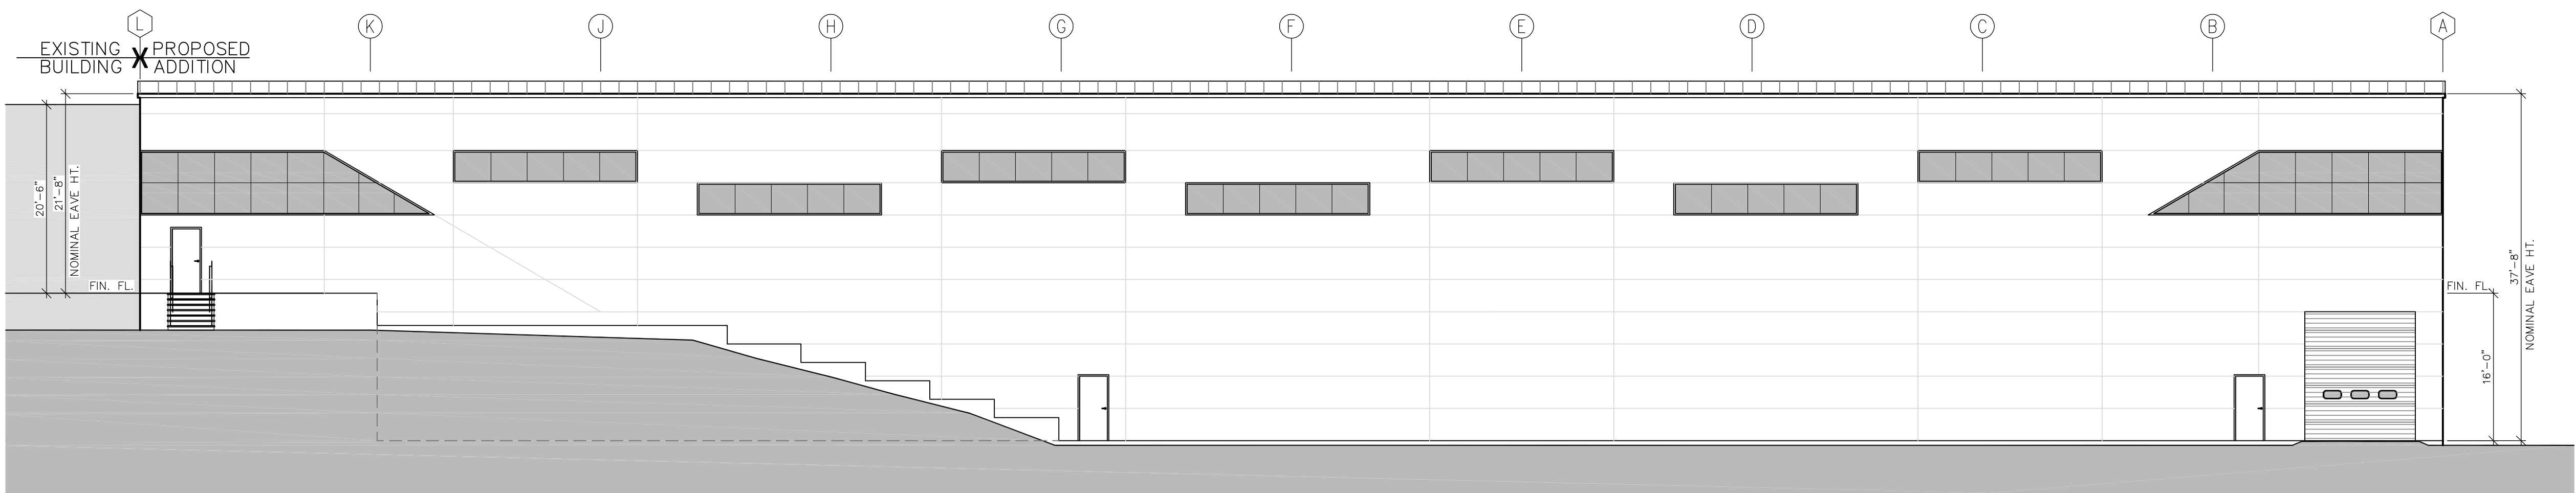 L
K
J
H
G
F
E
D
C
B
A
EXISTING
BUILDING
X
PROPOSED
ADDITION
20'-6"
21'-8"
NOMINAL EAVE HT.
FIN. FL.
FIN. FL.
16'-0"
37'-8"
NOMINAL EAVE HT.